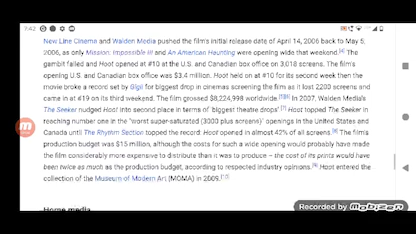 7:42
New Line Cinema and Walden Media pushed the film's initial release date of April 14, 2006 back to May 5,
2006, as only Mission: Impossible III and An American Haunting were opening wide that weekend.[4] The
gambit failed and Hoot opened at #10 at the U.S. and Canadian box office on 3,018 screens. The film's
opening U.S. and Canadian box office was $3.4 million. Hoot held on at #10 for its second week then the
movie broke a record set by Gigli for biggest drop in cinemas screening the film as it lost 2200 screens and
came in at #19 on its third weekend. The film grossed $8,224,998 worldwide.[5][6] In 2007, Walden Media's
The Seeker nudged Hoot into second place in terms of "biggest theatre drops".[7] Hoot topped The Seeker in
reaching number one in the "worst super-saturated (3000 plus screens)" openings in the United States and
Canada until The Rhythm Section topped the record. Hoot opened in almost 42% of all screens.[8] The film's
production budget was $15 million, although the costs for such a wide opening would probably have made
the film considerably more expensive to distribute than it was to produce – the cost of its prints would have
been twice as much as the production budget, according to respected industry opinions.[9] Hoot entered the
collection of the Museum of Modern Art (MOMA) in 2009.[10]
Home media
Recorded by Mobizen